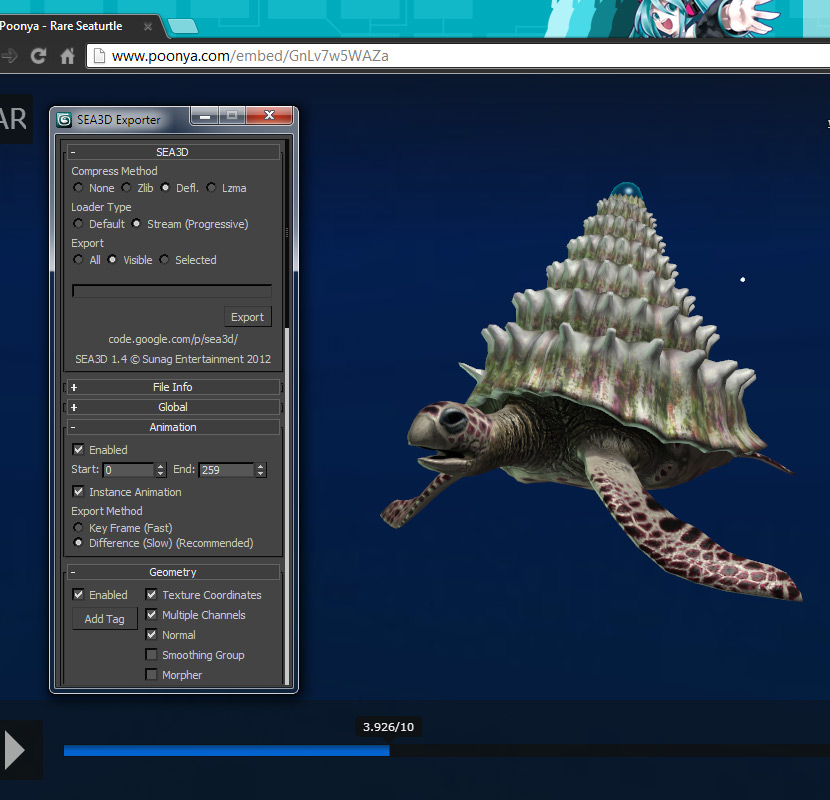 Poonya - Rare Seaturtle
www.poonya.com/embed/GnLv7w5WAZa
AR
SEA3D Exporter
- SEA3D
Compress Method
None Zlib Defl. Lzma
Loader Type
Default Stream (Progressive)
Export
All Visible Selected
Export
code.google.com/p/sea3d/
SEA3D 1.4 © Sunag Entertainment 2012
+ File Info
+ Global
- Animation
Enabled
Start: 0 End: 259
Instance Animation
Export Method
Key Frame (Fast)
Difference (Slow) (Recommended)
- Geometry
Enabled Texture Coordinates
Add Tag Multiple Channels
Normal
Smoothing Group
Morpher
3.926/10